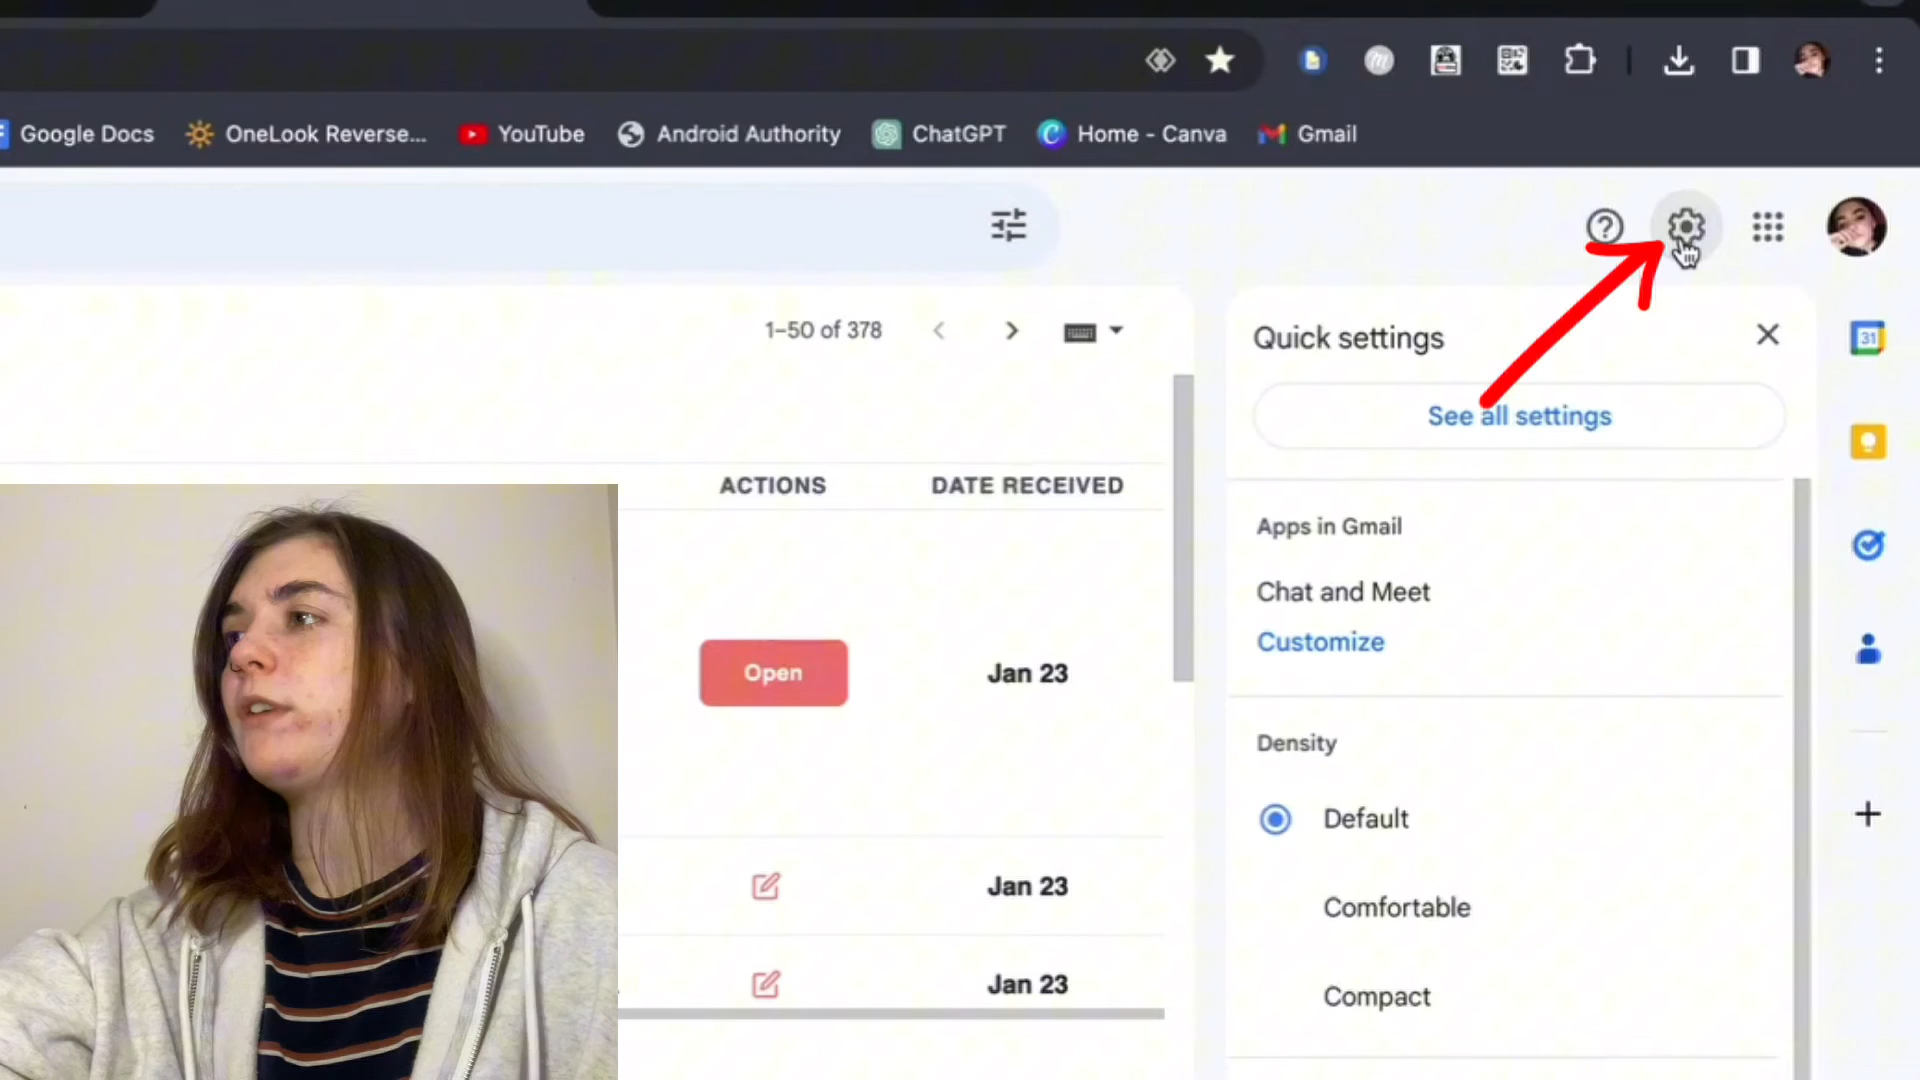 Google Docs
OneLook Reverse...
YouTube
Android Authority
ChatGPT
Home - Canva
Gmail
1–50 of 378
Quick settings
See all settings
ACTIONS
DATE RECEIVED
Apps in Gmail
Chat and Meet
Customize
Open
Jan 23
Density
Default
Jan 23
Comfortable
Jan 23
Compact
31